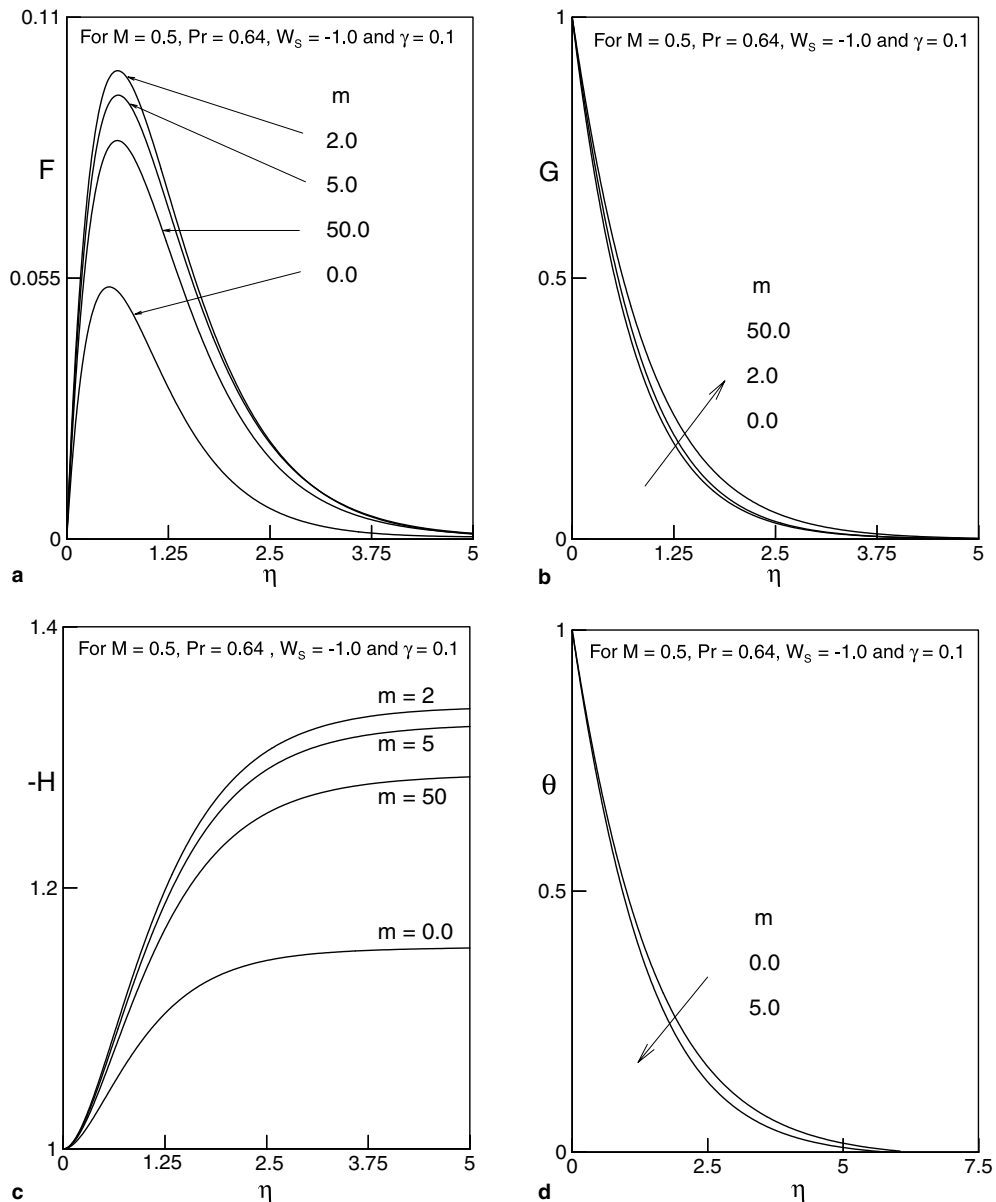 0.11
For M = 0.5, Pr = 0.64, W_S = -1.0 and γ = 0.1
m
2.0
F
5.0
50.0
0.055
0.0
0
0 1.25 2.5 3.75 5
a
η
1
For M = 0.5, Pr = 0.64, W_S = -1.0 and γ = 0.1
G
0.5
m
50.0
2.0
0.0
0
0 1.25 2.5 3.75 5
b
η
1.4
For M = 0.5, Pr = 0.64 , W_S = -1.0 and γ = 0.1
m = 2
m = 5
-H
m = 50
1.2
m = 0.0
1
0 1.25 2.5 3.75 5
c
η
1
For M = 0.5, Pr = 0.64, W_S = -1.0 and γ = 0.1
θ
0.5
m
0.0
5.0
0
0 2.5 5 7.5
d
η